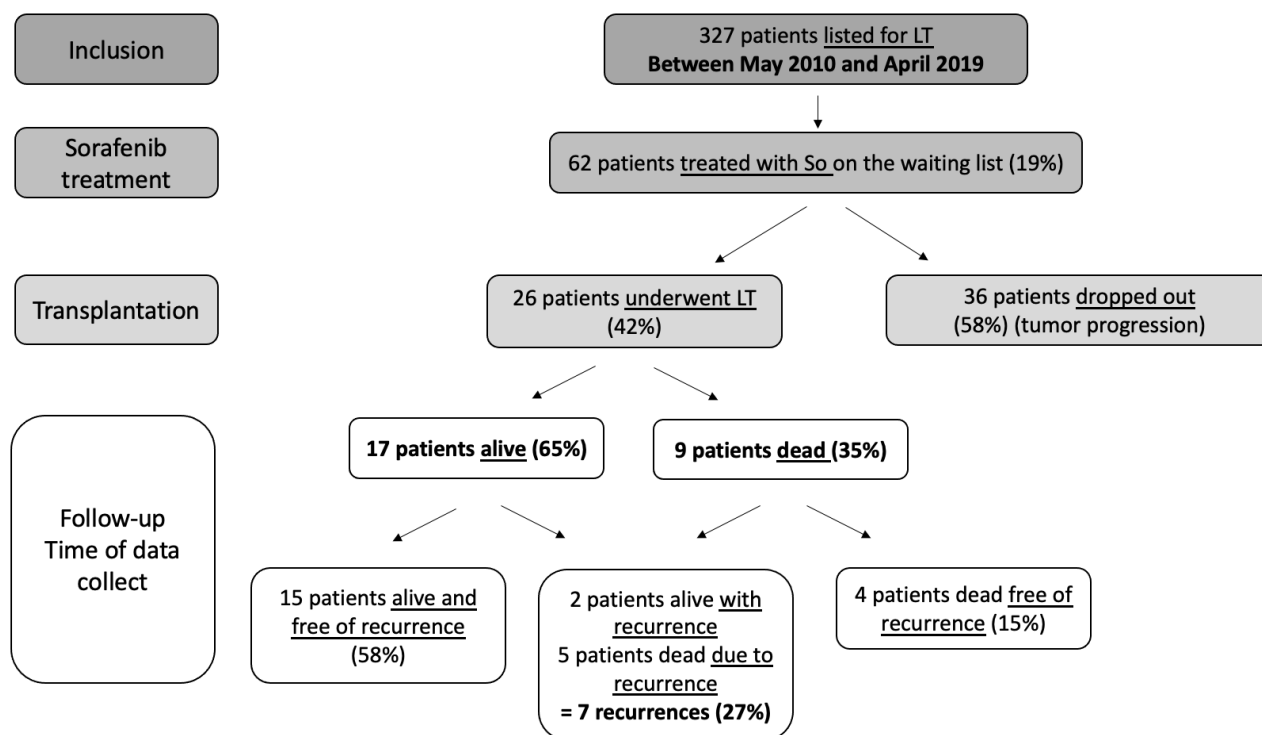 Inclusion
327 patients listed for LT
Between May 2010 and April 2019
Sorafenib
treatment
62 patients treated with So on the waiting list (19%)
Transplantation
26 patients underwent LT
(42%)
36 patients dropped out
(58%) (tumor progression)
17 patients alive (65%)
9 patients dead (35%)
Follow-up
Time of data
collect
15 patients alive and
free of recurrence
(58%)
2 patients alive with
recurrence
5 patients dead due to
recurrence
= 7 recurrences (27%)
4 patients dead free of
recurrence (15%)